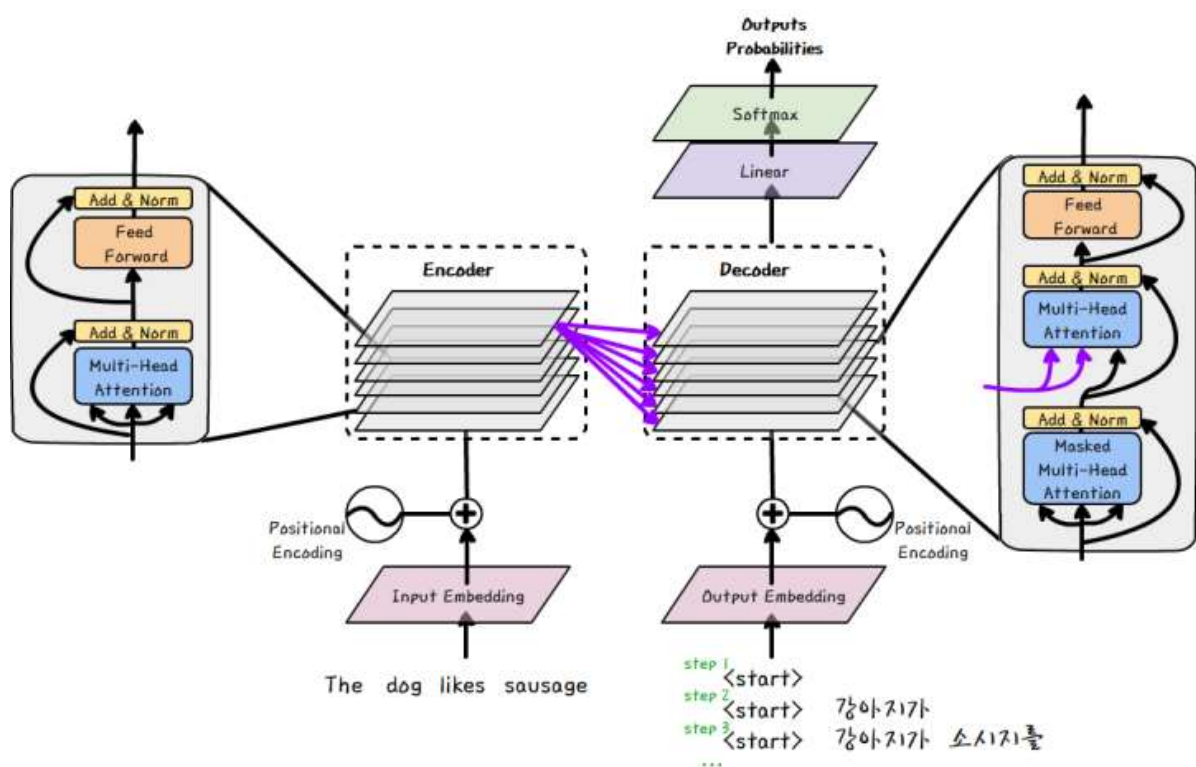 Outputs
Probabilities
Softmax
Linear
Add & Norm
Feed
Forward
Add & Norm
Multi-Head
Attention
Encoder
Decoder
Add & Norm
Feed
Forward
Add & Norm
Multi-Head
Attention
Add & Norm
Masked
Multi-Head
Attention
Positional
Encoding
Positional
Encoding
Input Embedding
Output Embedding
The dog likes sausage
step 1
<start>
step 2
<start> 강아지가
step 3
<start> 강아지가 소시지를
...